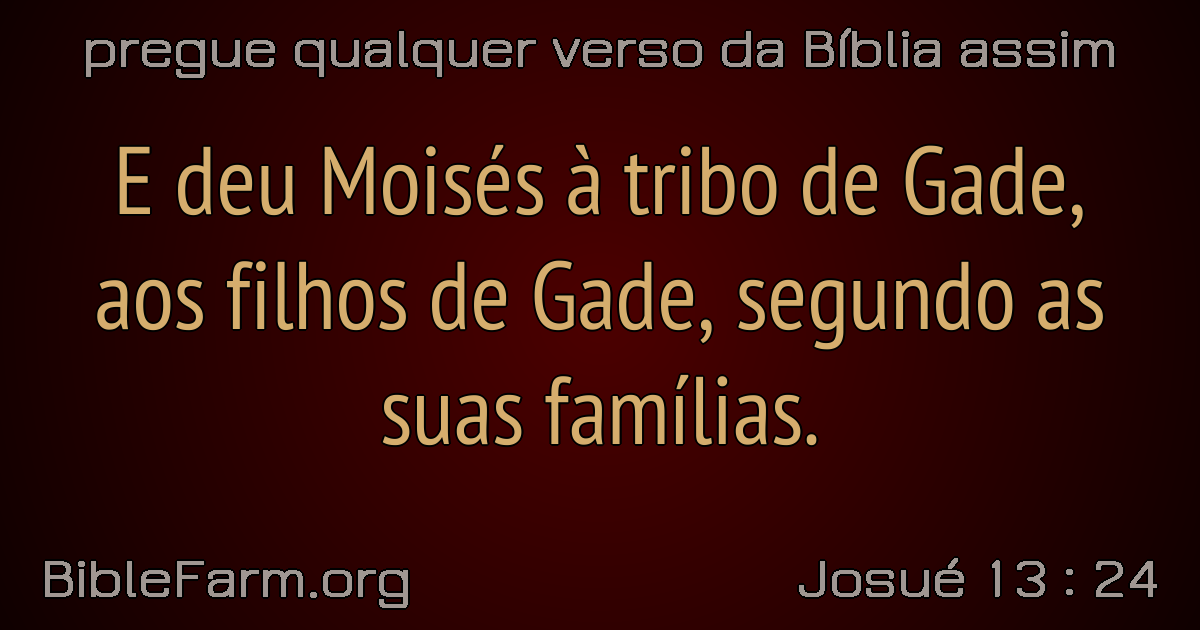 pregue qualquer verso da Bíblia assim
E deu Moisés à tribo de Gade,
aos filhos de Gade, segundo as
suas famílias.
BibleFarm.org
Josué 13 : 24